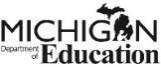 MICHIGAN
Department of Education